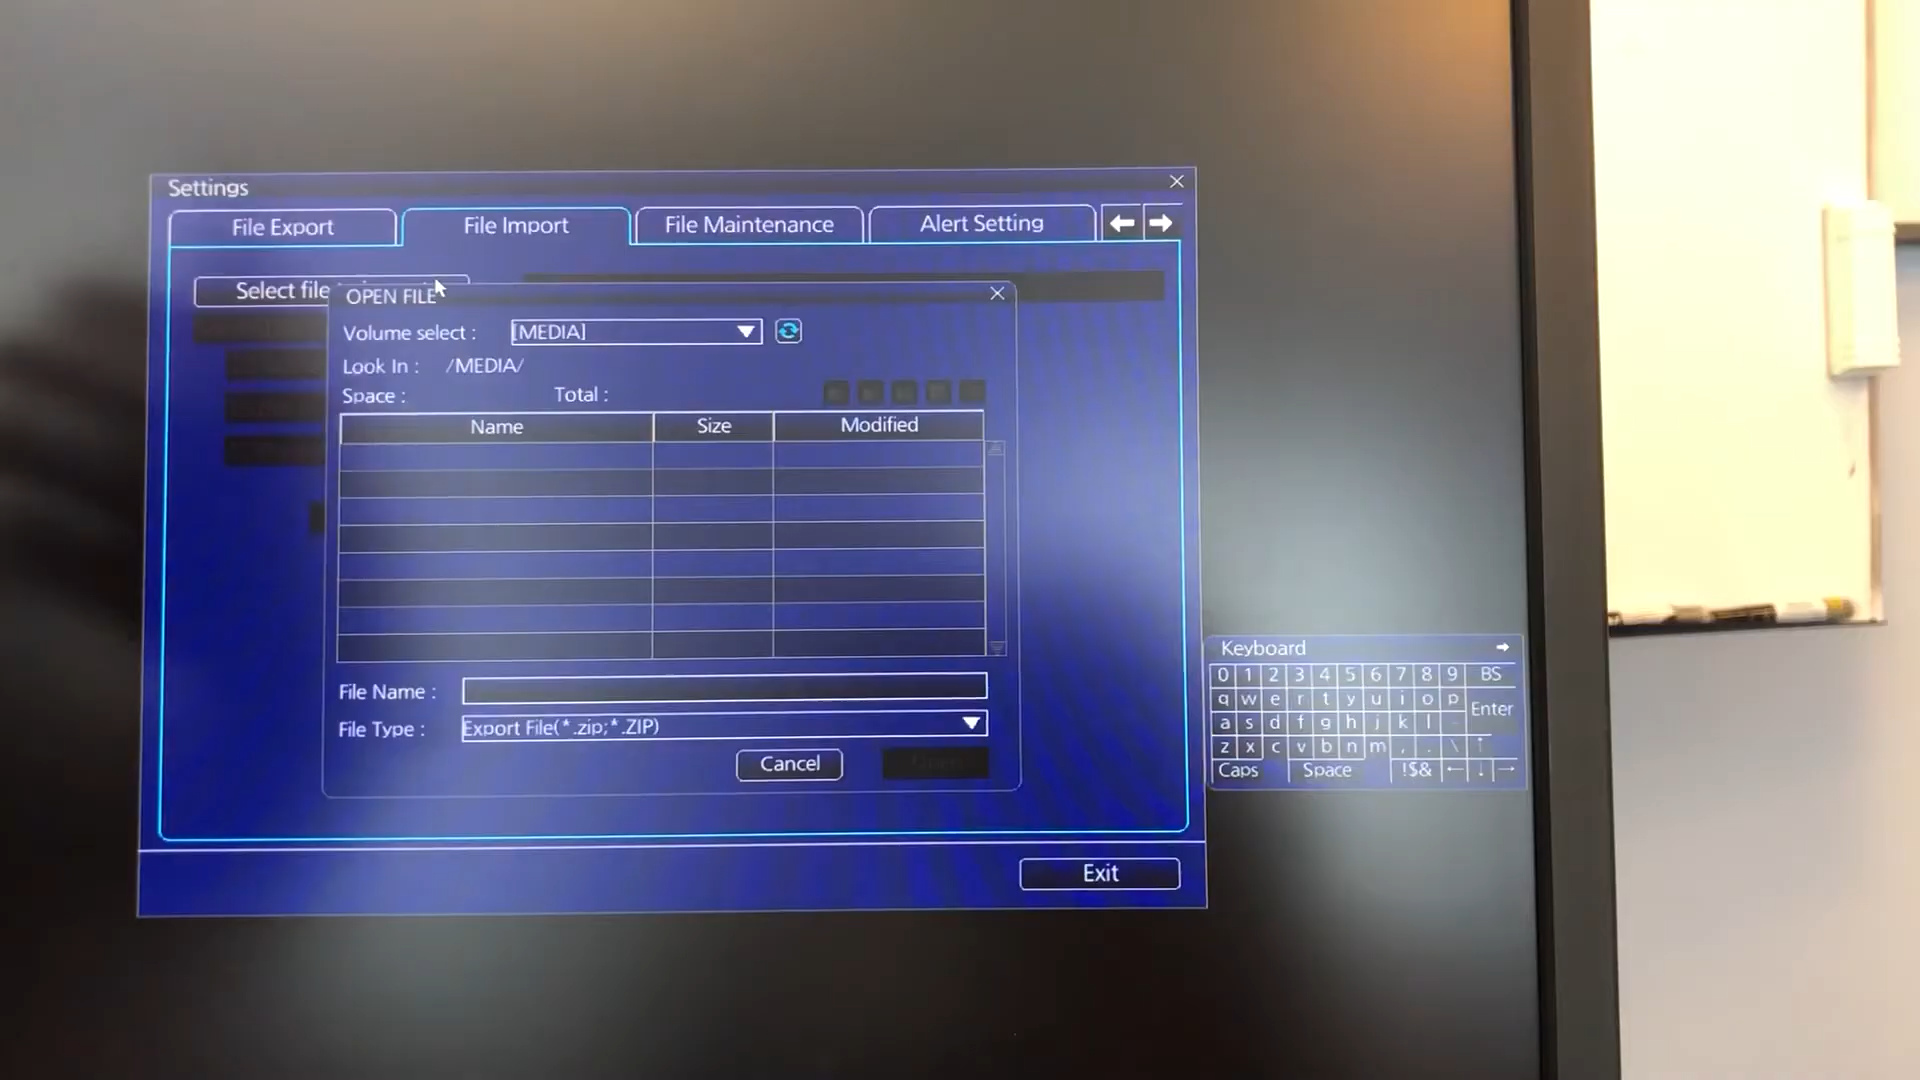 Settings
File Export
File Import
File Maintenance
Alert Setting
Select file
OPEN FILE
Volume select :
[MEDIA]
Look In : /MEDIA/
Space :
Total :
Name
Size
Modified
File Name :
File Type :
Export File(*.zip;*.ZIP)
Cancel
Exit
Keyboard
0 1 2 3 4 5 6 7 8 9 BS
q w e r t y u i o p
Enter
a s d f g h j k l
z x c v b n m , . \ ↑
Caps Space !$& ← ↓ →